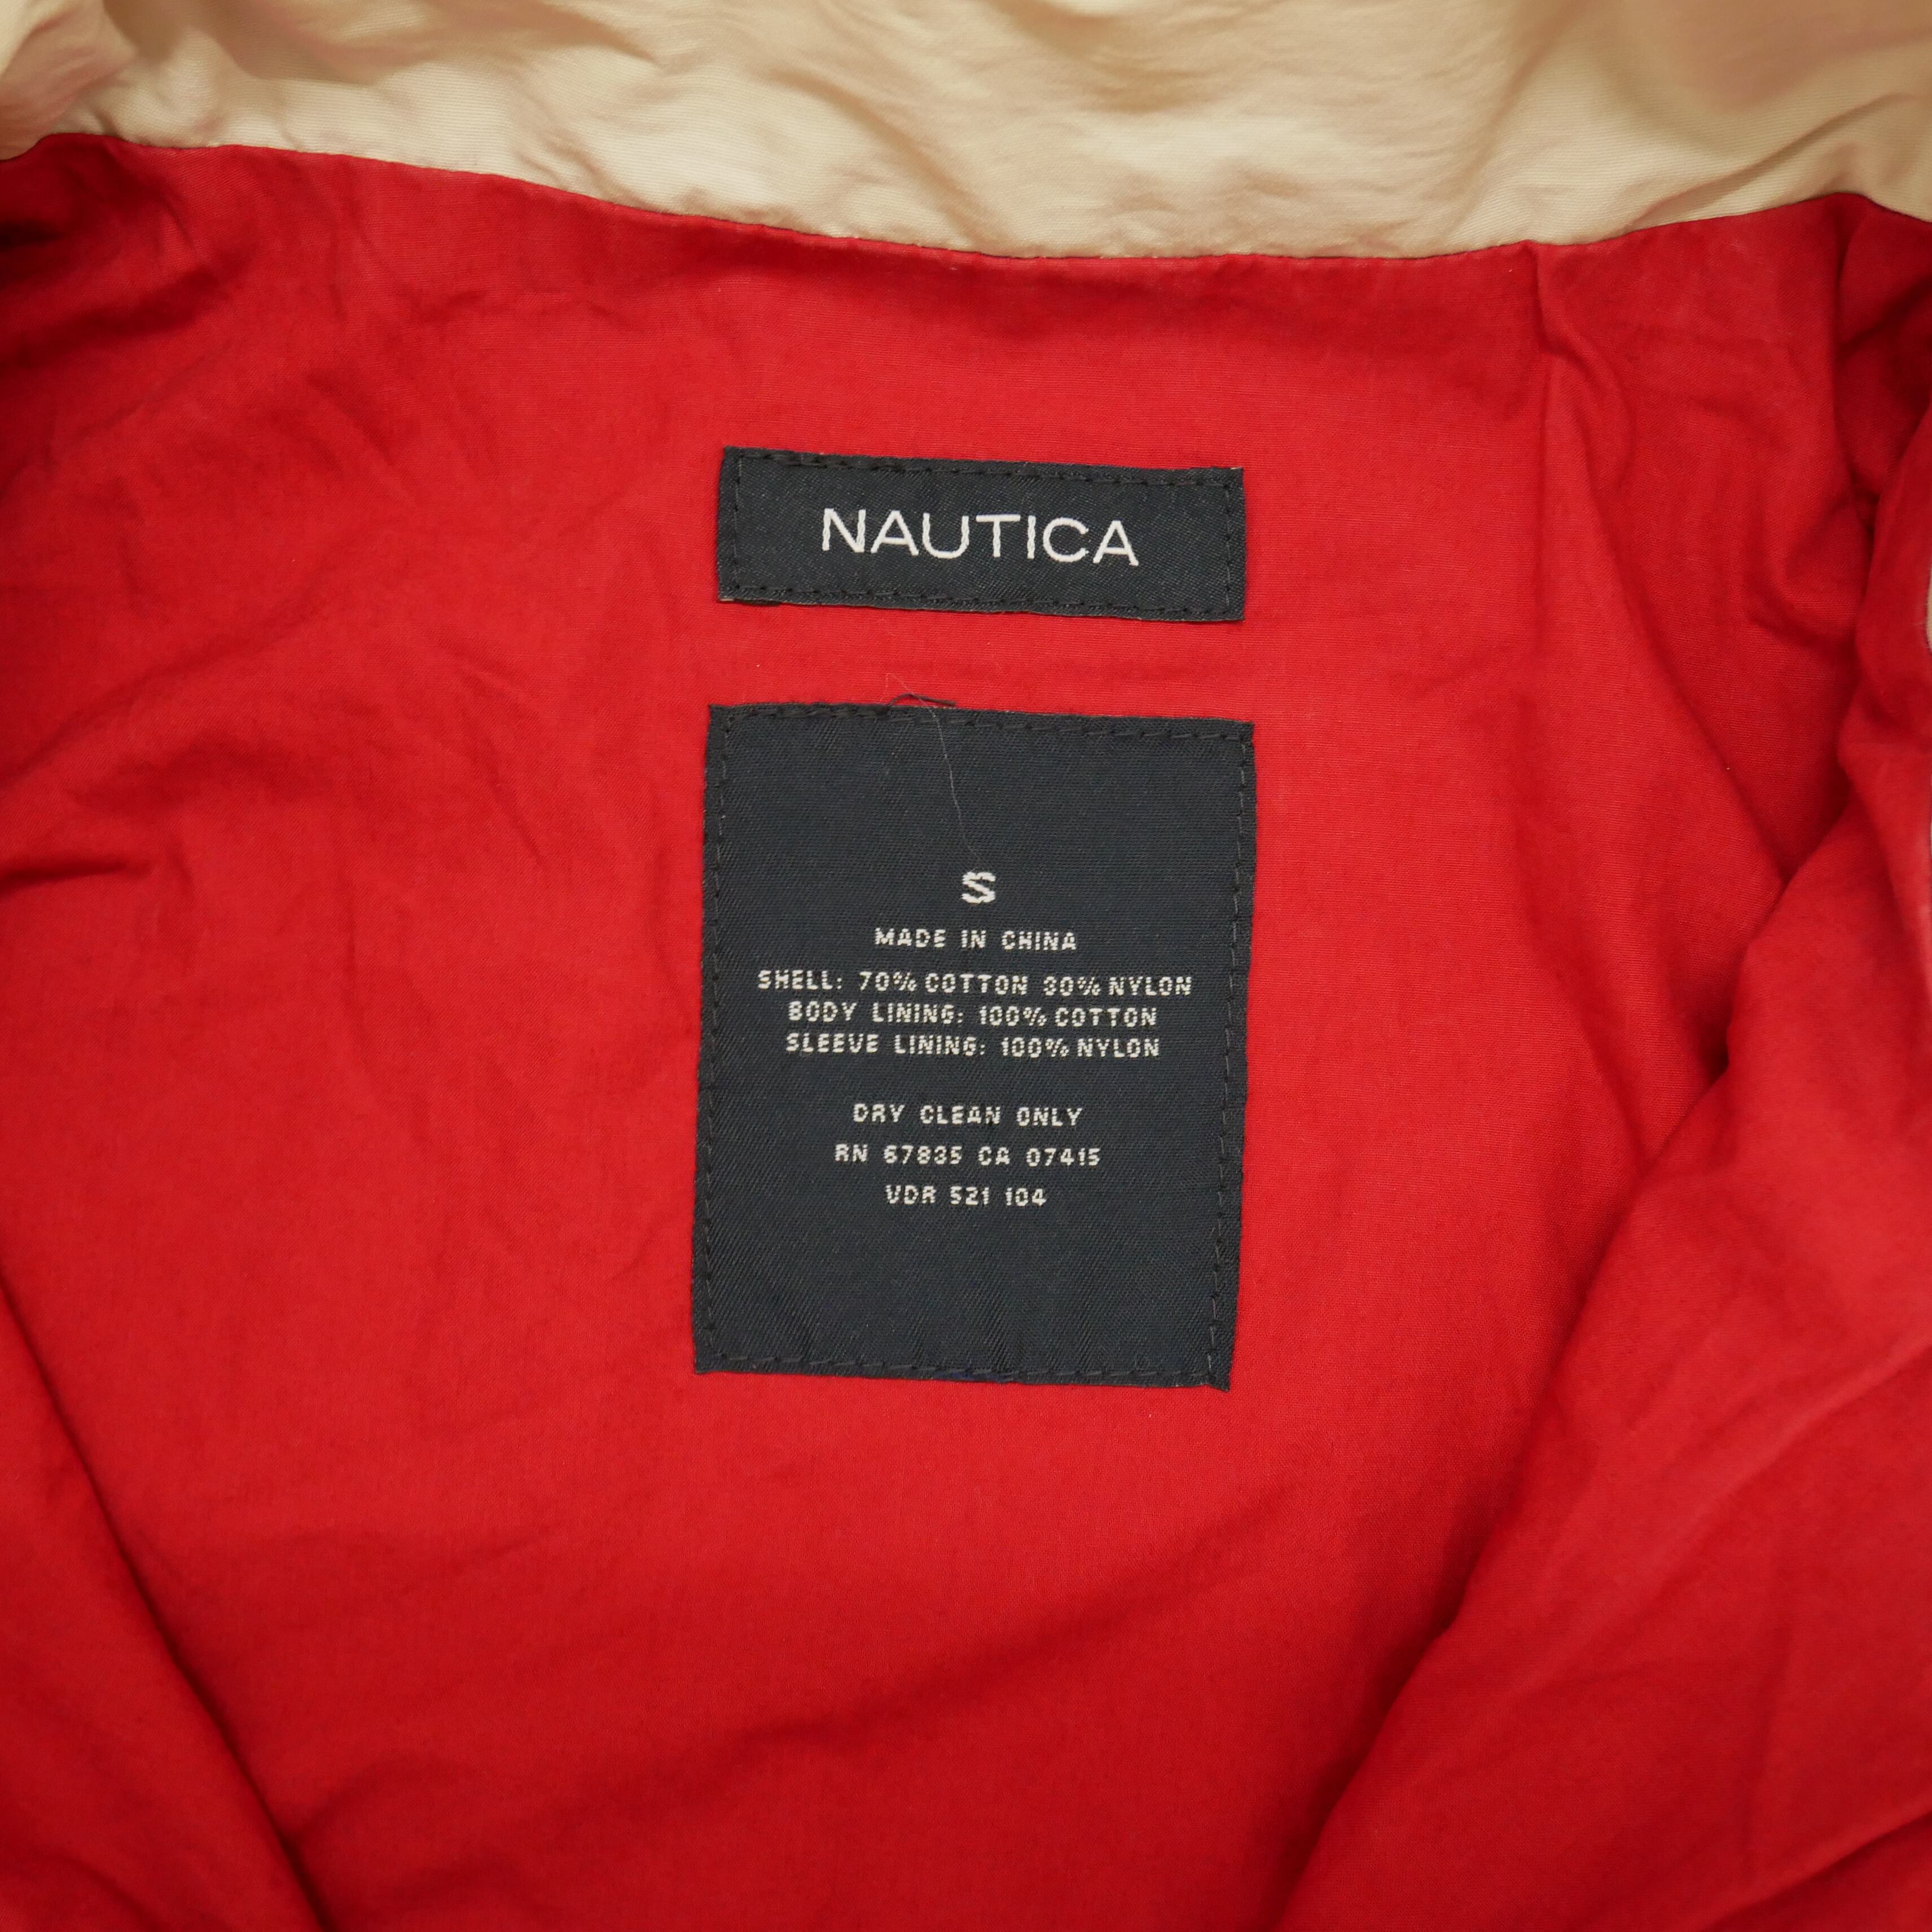 NAUTICA
S
MADE IN CHINA
SHELL: 70% COTTON 30% NYLON
BODY LINING: 100% COTTON
SLEEVE LINING: 100% NYLON
DRY CLEAN ONLY
RN 67835 CA 07415
VDR 521 104